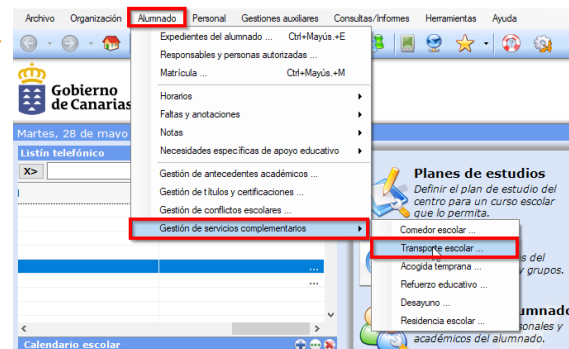 Archivo Organización Alumnado Personal Gestiones auxiliares Consultas/Informes Herramientas Ayuda
Expedientes del alumnado ... Ctrl+Mayús.+E
Responsables y personas autorizadas ...
Matrícula ... Ctrl+Mayús.+M
Gobierno
de Canarias
Horarios
Faltas y anotaciones
Martes, 28 de mayo
Notas
Listín telefónico
Necesidades específicas de apoyo educativo
X>
Gestión de antecedentes académicos ...
Gestión de títulos y certificaciones ...
Gestión de conflictos escolares ...
Gestión de servicios complementarios
Planes de estudios
Definir el plan de estudio del
centro para un curso escolar
que lo permita.
Comedor escolar ...
Transporte escolar ...
Acogida temprana ...
Refuerzo educativo ...
Desayuno ...
Residencia escolar ...
s del
y grupos.
...
...
umnado
sonales y
académicos del alumnado.
< >
Calendario escolar